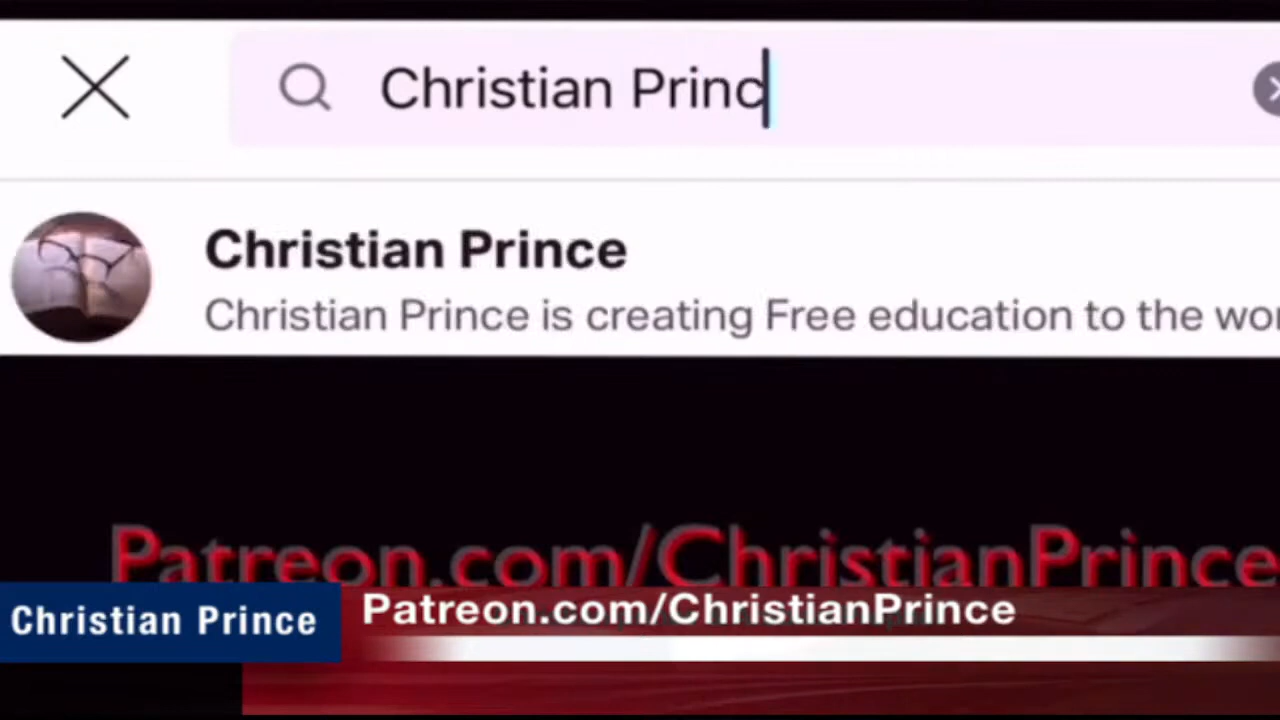 Christian Princ
Christian Prince
Christian Prince is creating Free education to the wor
Patreon.com/ChristianPrince
Christian Prince
Patreon.com/ChristianPrince